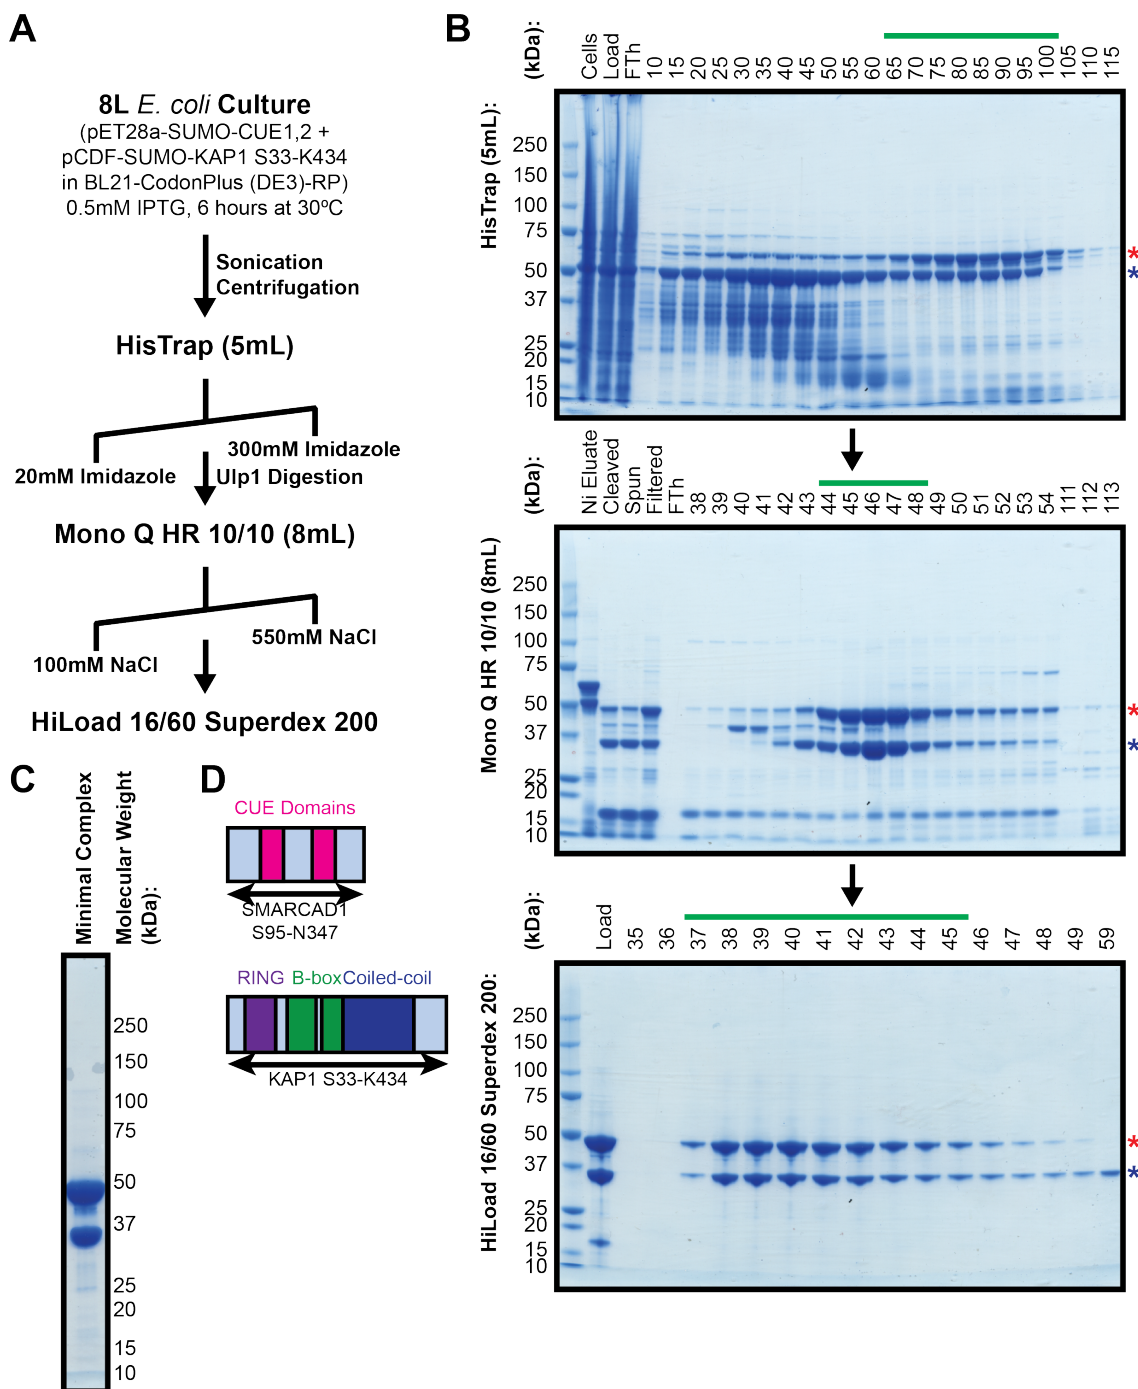 A
8L E. coli Culture
(pET28a-SUMO-CUE1,2 +
pCDF-SUMO-KAP1 S33-K434
in BL21-CodonPlus (DE3)-RP)
0.5mM IPTG, 6 hours at 30ºC
Sonication
Centrifugation
HisTrap (5mL)
20mM Imidazole
300mM Imidazole
Ulp1 Digestion
Mono Q HR 10/10 (8mL)
100mM NaCl
550mM NaCl
HiLoad 16/60 Superdex 200
B
HisTrap (5mL):
(kDa):
Cells
Load
FTh
10
15
20
25
30
35
40
45
50
55
60
65
70
75
80
85
90
95
100
105
110
115
250
150
100
75
50
37
25
20
15
10
*
*
Mono Q HR 10/10 (8mL)
(kDa):
Ni Eluate
Cleaved
Spun
Filtered
FTh
38
39
40
41
42
43
44
45
46
47
48
49
50
51
52
53
54
111
112
113
250
150
100
75
50
37
25
20
15
10
*
*
HiLoad 16/60 Superdex 200:
(kDa):
Load
35
36
37
38
39
40
41
42
43
44
45
46
47
48
49
59
250
150
100
75
50
37
25
20
15
10
*
*
C
Minimal Complex
Molecular Weight
(kDa):
250
150
100
75
50
37
25
20
15
10
D
CUE Domains
SMARCAD1
S95-N347
RING B-box Coiled-coil
KAP1 S33-K434